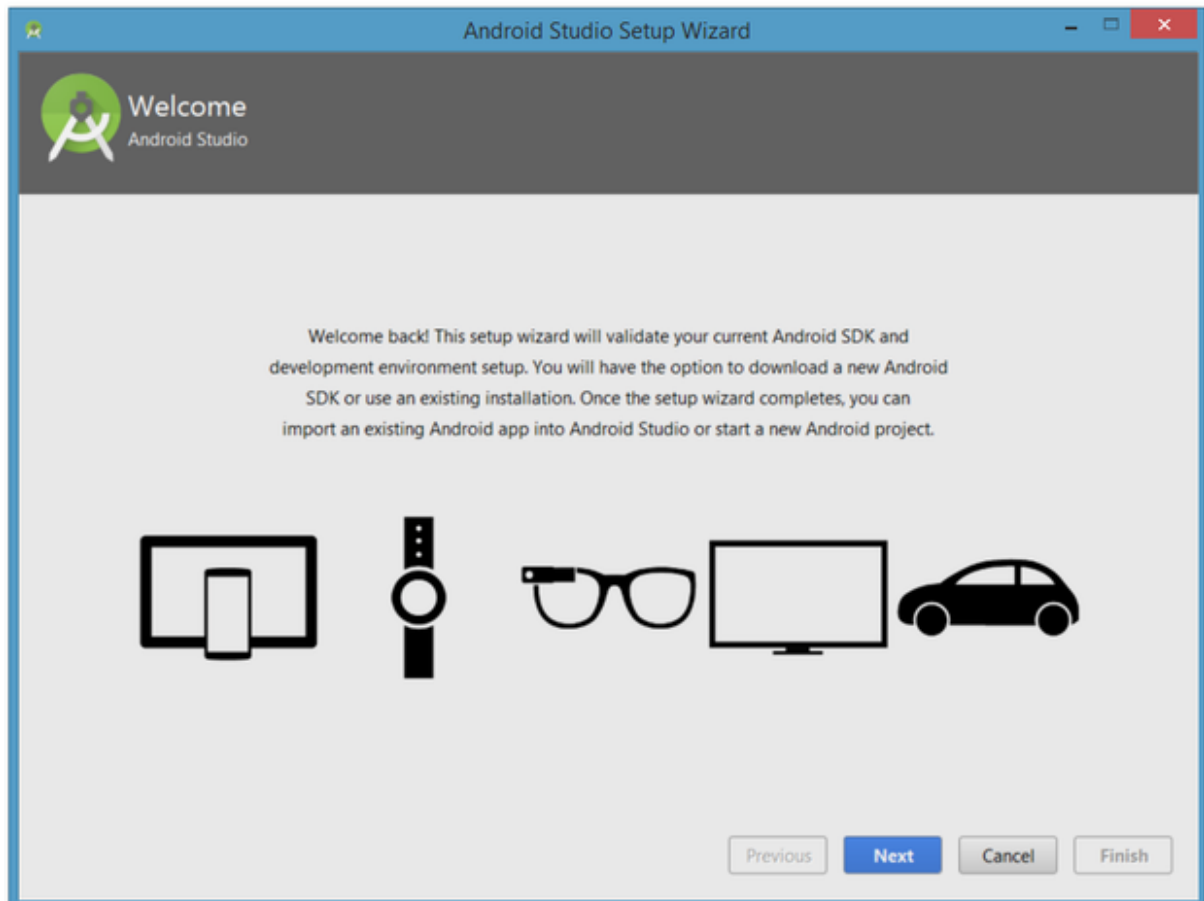 Android Studio Setup Wizard
Welcome
Android Studio
Welcome back! This setup wizard will validate your current Android SDK and
development environment setup. You will have the option to download a new Android
SDK or use an existing installation. Once the setup wizard completes, you can
import an existing Android app into Android Studio or start a new Android project.
Previous Next Cancel Finish